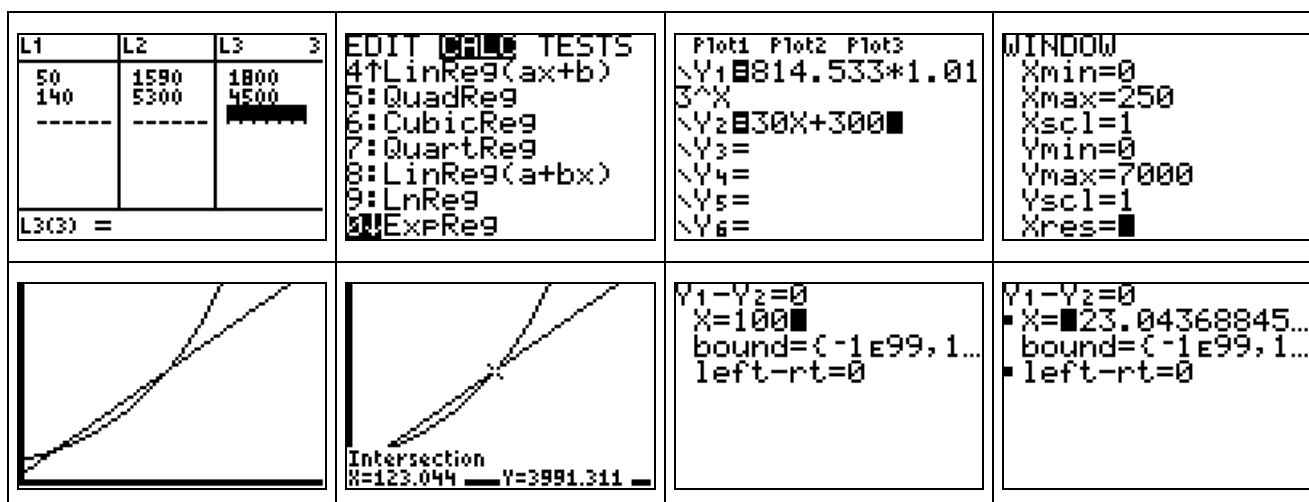 L1 L2 L3 3
50 1590 1800
140 5300 4500
------ ------
L3(3) =
EDIT CALC TESTS
4↑LinReg(ax+b)
5:QuadReg
6:CubicReg
7:QuartReg
8:LinReg(a+bx)
9:LnReg
0↓ExpReg
Plot1 Plot2 Plot3
\Y₁=814.533*1.01
3^X
\Y₂=30X+300
\Y₃=
\Y₄=
\Y₅=
\Y₆=
WINDOW
Xmin=0
Xmax=250
Xscl=1
Ymin=0
Ymax=7000
Yscl=1
Xres=
Intersection
X=123.044 Y=3991.311
Y₁-Y₂=0
X=100
bound={-1ᴇ99,1…
left-rt=0
Y₁-Y₂=0
▪X=23.04368845…
bound={-1ᴇ99,1…
▪left-rt=0